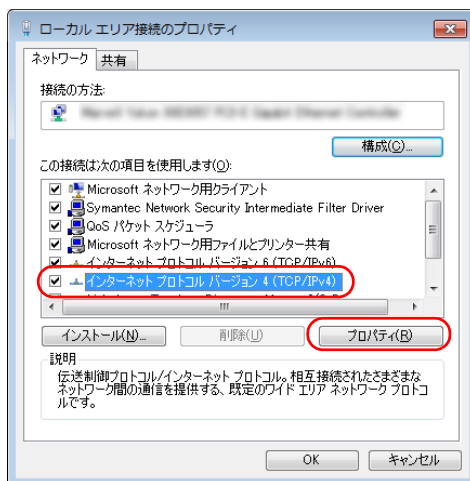 ローカル エリア接続のプロパティ
ネットワーク 共有
接続の方法:
構成(C)...
この接続は次の項目を使用します(O):
Microsoft ネットワーク用クライアント
Symantec Network Security Intermediate Filter Driver
QoS パケット スケジューラ
Microsoft ネットワーク用ファイルとプリンター共有
インターネット プロトコル バージョン 6 (TCP/IPv6)
インターネット プロトコル バージョン 4 (TCP/IPv4)
インストール(N)... 削除(U) プロパティ(R)
説明
伝送制御プロトコル/インターネット プロトコル。相互接続されたさまざまな
ネットワーク間の通信を提供する、既定のワイド エリア ネットワーク プロトコ
ルです。
OK キャンセル